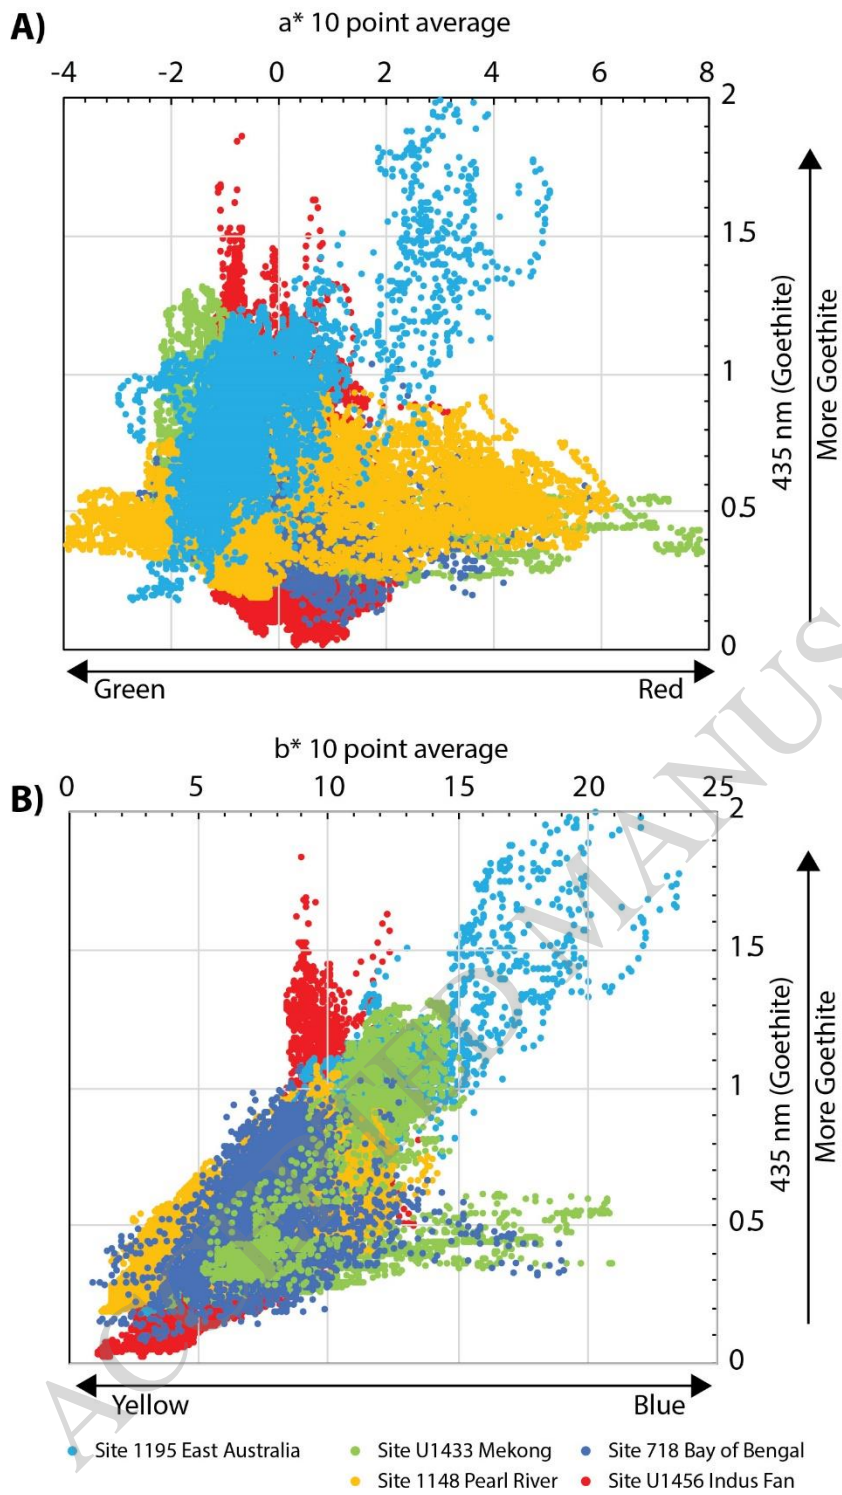 A)
a* 10 point average
-4 -2 0 2 4 6 8
2
1.5
1
0.5
0
435 nm (Goethite)
More Goethite
Green Red
b* 10 point average
B)
0 5 10 15 20 25
2
1.5
1
0.5
0
435 nm (Goethite)
More Goethite
Yellow Blue
Site 1195 East Australia Site U1433 Mekong Site 718 Bay of Bengal
Site 1148 Pearl River Site U1456 Indus Fan
ACCEPTED MANUS